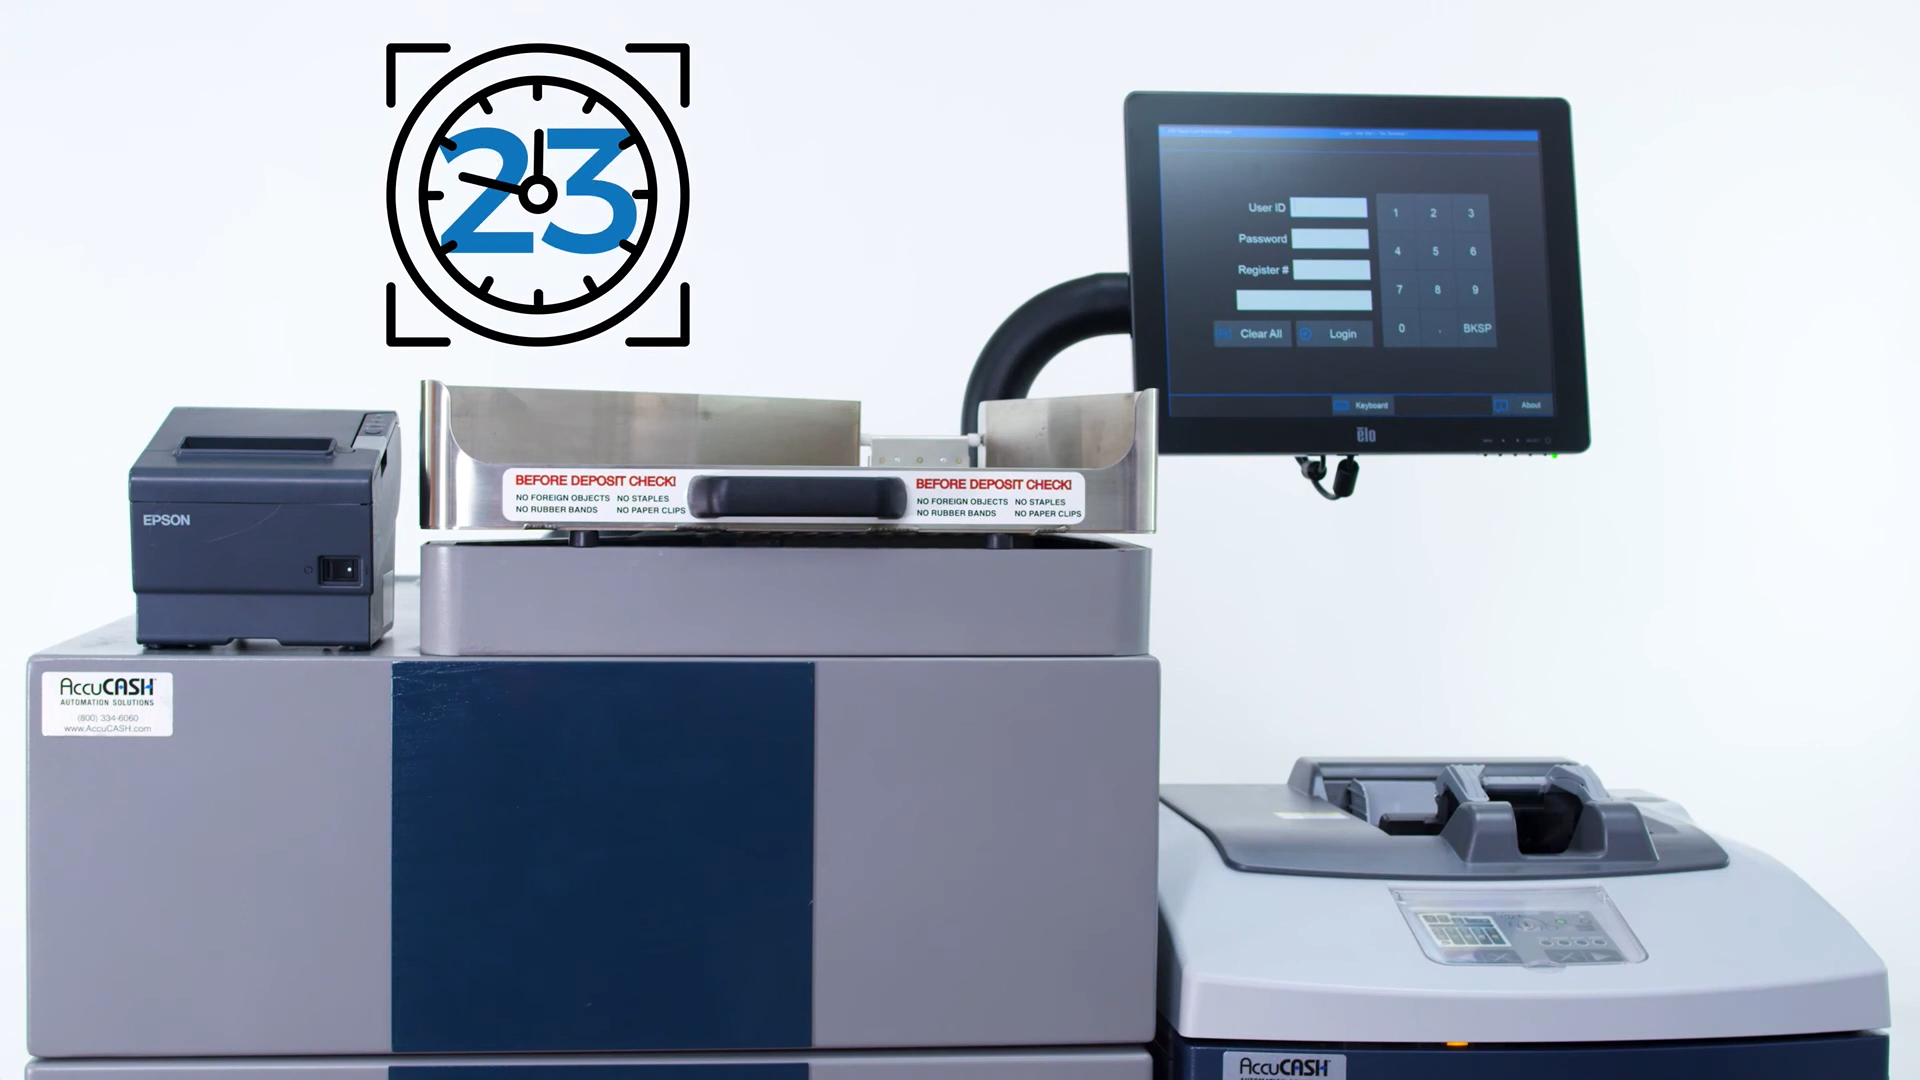 23
User ID
Password
Register #
1 2 3
4 5 6
7 8 9
0 . BKSP
Clear All
Login
Keyboard
About
elo
EPSON
BEFORE DEPOSIT CHECK!
NO FOREIGN OBJECTS NO STAPLES
NO RUBBER BANDS NO PAPER CLIPS
BEFORE DEPOSIT CHECK!
NO FOREIGN OBJECTS NO STAPLES
NO RUBBER BANDS NO PAPER CLIPS
AccuCASH
AUTOMATION SOLUTIONS
(800) 334-6060
www.AccuCASH.com
AccuCASH